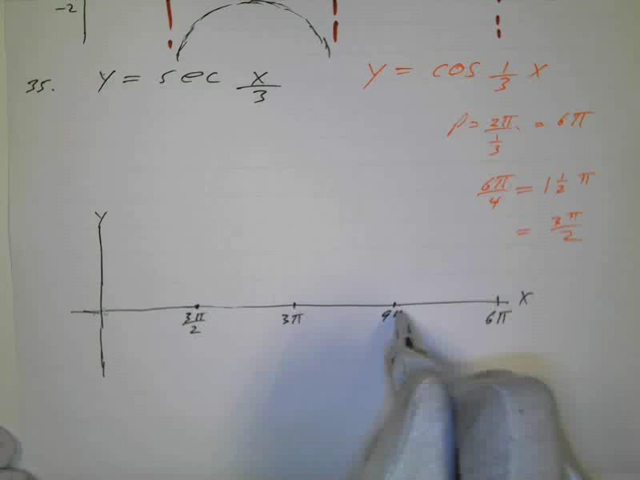 -2
35. y = sec x/3
y = cos 1/3 x
P = 2π/(1/3) = 6π
6π/4 = 1 1/2 π
= 3π/2
Y
X
3π/2 3π 6π